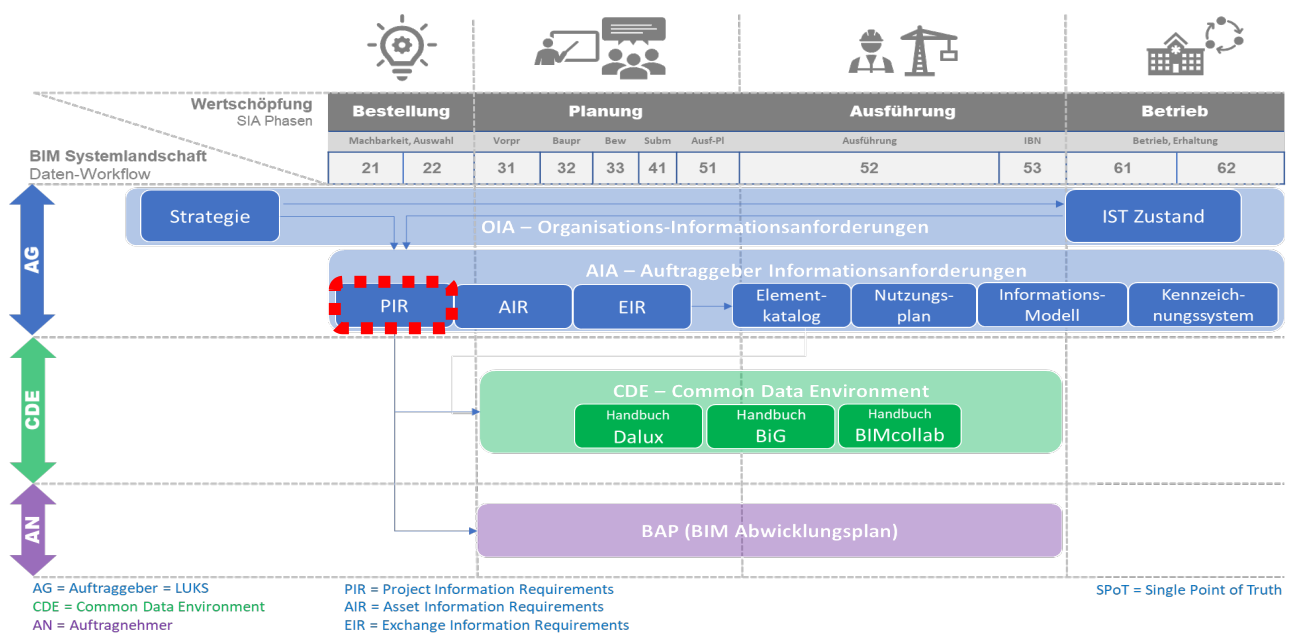 Wertschöpfung
SIA Phasen
BIM Systemlandschaft
Daten-Workflow
Bestellung
Planung
Ausführung
Betrieb
Machbarkeit, Auswahl
Vorpr
Baupr
Bew
Subm
Ausf-Pl
Ausführung
IBN
Betrieb, Erhaltung
21
22
31
32
33
41
51
52
53
61
62
AG
Strategie
OIA – Organisations-Informationsanforderungen
IST Zustand
AIA – Auftraggeber Informationsanforderungen
PIR
AIR
EIR
Element-
katalog
Nutzungs-
plan
Informations-
Modell
Kennzeich-
nungssystem
CDE
CDE – Common Data Environment
Handbuch
Dalux
Handbuch
BiG
Handbuch
BIMcollab
AN
BAP (BIM Abwicklungsplan)
AG = Auftraggeber = LUKS
CDE = Common Data Environment
AN = Auftragnehmer
PIR = Project Information Requirements
AIR = Asset Information Requirements
EIR = Exchange Information Requirements
SPoT = Single Point of Truth